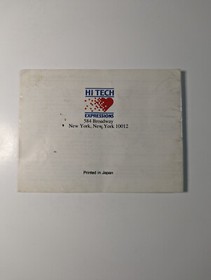 HI TECH
EXPRESSIONS
584 Broadway
New York, New York 10012
Printed in Japan